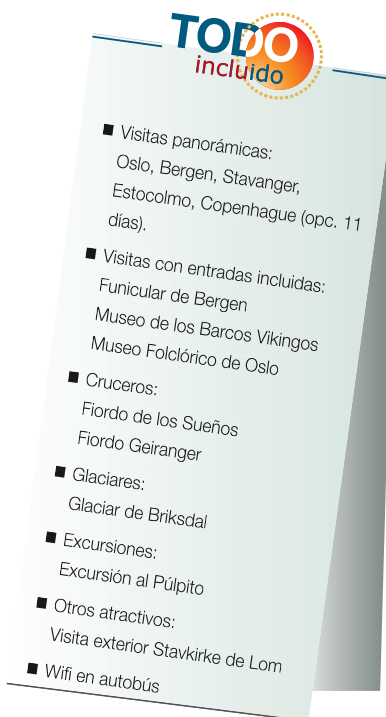 TODO
incluido
■ Visitas panorámicas:
Oslo, Bergen, Stavanger,
Estocolmo, Copenhague (opc. 11
días).
■ Visitas con entradas incluidas:
Funicular de Bergen
Museo de los Barcos Vikingos
Museo Folclórico de Oslo
■ Cruceros:
Fiordo de los Sueños
Fiordo Geiranger
■ Glaciares:
Glaciar de Briksdal
■ Excursiones:
Excursión al Púlpito
■ Otros atractivos:
Visita exterior Stavkirke de Lom
■ Wifi en autobús